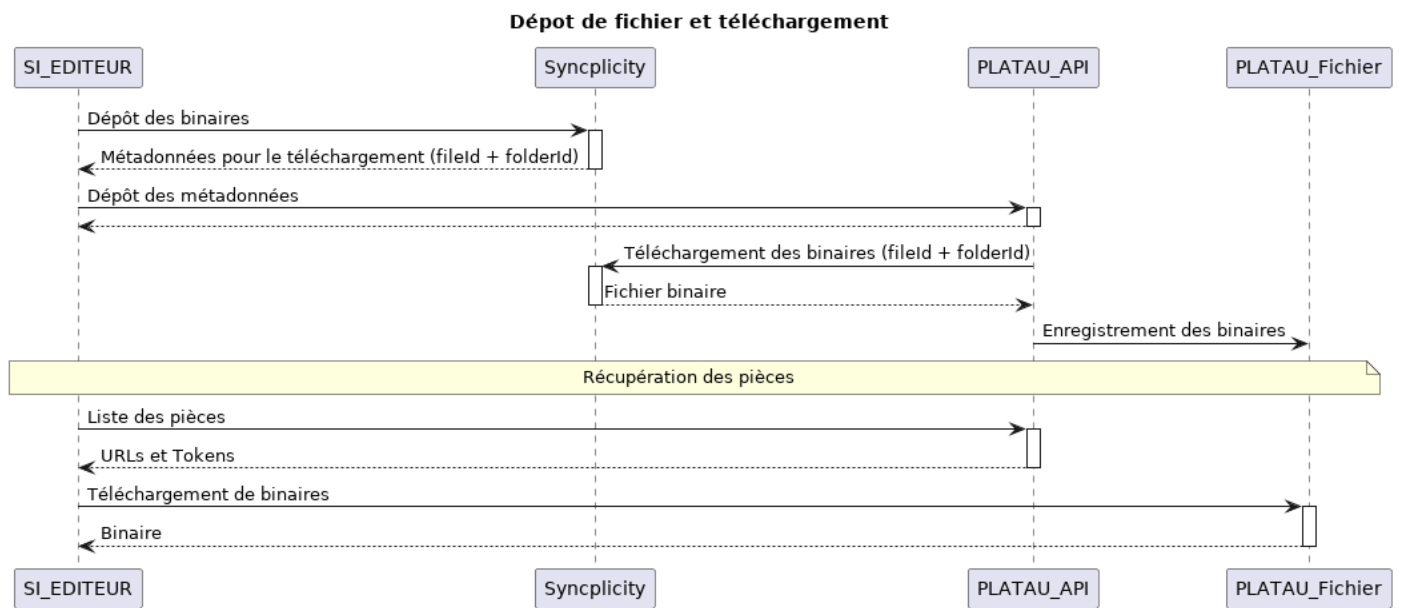 Dépot de fichier et téléchargement
SI_EDITEUR
Syncplicity
PLATAU_API
PLATAU_Fichier
Dépôt des binaires
Métadonnées pour le téléchargement (fileId + folderId)
Dépôt des métadonnées
Téléchargement des binaires (fileId + folderId)
Fichier binaire
Enregistrement des binaires
Récupération des pièces
Liste des pièces
URLs et Tokens
Téléchargement de binaires
Binaire
SI_EDITEUR
Syncplicity
PLATAU_API
PLATAU_Fichier